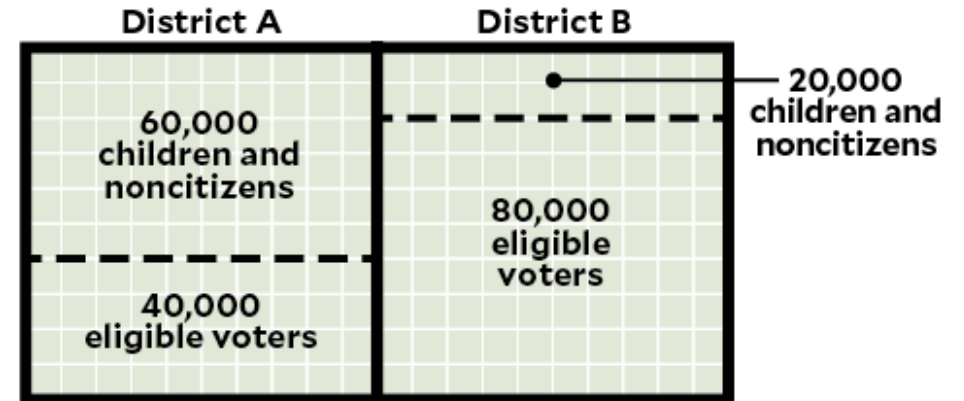 District A
District B
60,000
children and
noncitizens
40,000
eligible voters
80,000
eligible
voters
20,000
children and
noncitizens